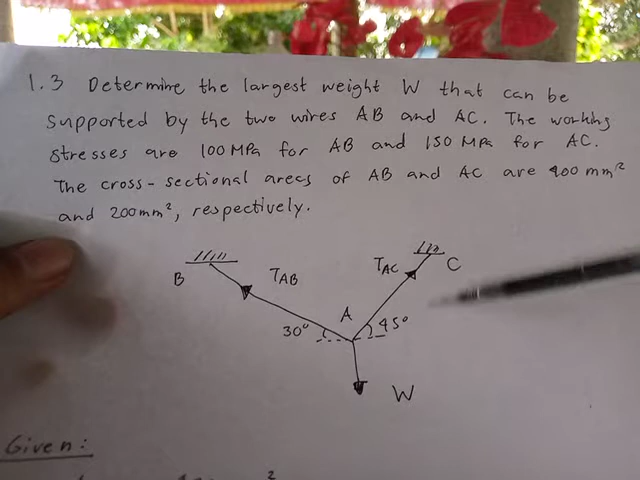 1.3 Determine the largest weight W that can be
supported by the two wires AB and AC. The working
stresses are 100 MPa for AB and 150 MPa for AC.
The cross-sectional areas of AB and AC are 400 mm²
and 200 mm², respectively.
B
TAB
TAC
C
A
30°
45°
W
Given:
2